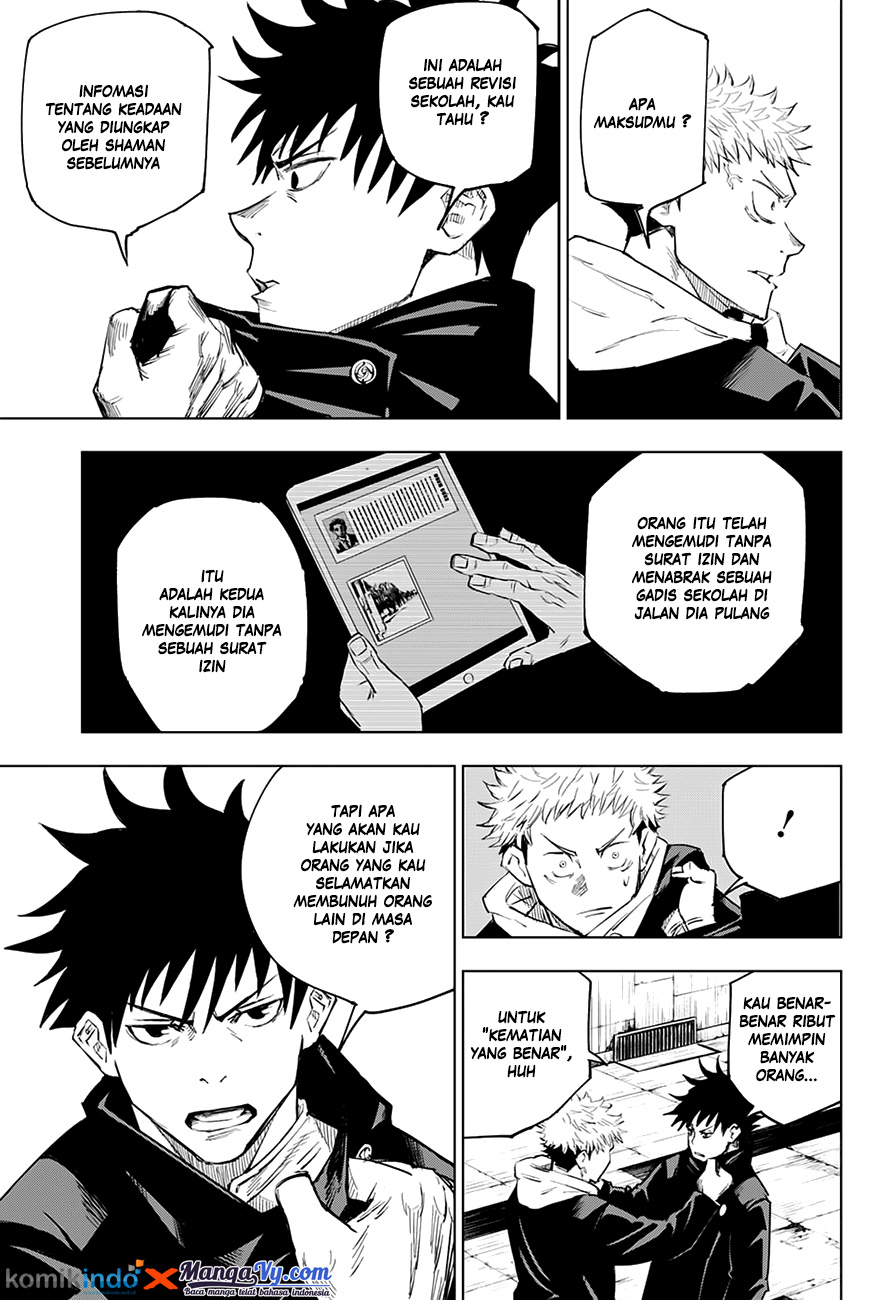 APA
MAKSUDMU ?
INI ADALAH
SEBUAH REVISI
SEKOLAH, KAU
TAHU ?
INFOMASI
TENTANG KEADAAN
YANG DIUNGKAP
OLEH SHAMAN
SEBELUMNYA
ORANG ITU TELAH
MENGEMUDI TANPA
SURAT IZIN DAN
MENABRAK SEBUAH
GADIS SEKOLAH DI
JALAN DIA PULANG
ITU
ADALAH KEDUA
KALINYA DIA
MENGEMUDI TANPA
SEBUAH SURAT
IZIN
!
KAU BENAR-
BENAR RIBUT
MEMIMPIN
BANYAK
ORANG...
UNTUK
"KEMATIAN
YANG BENAR",
HUH
TAPI APA
YANG AKAN KAU
LAKUKAN JIKA
ORANG YANG KAU
SELAMATKAN
MEMBUNUH ORANG
LAIN DI MASA
DEPAN ?
komikindo X MangaVy.com
Baca manga telat bahasa indonesia